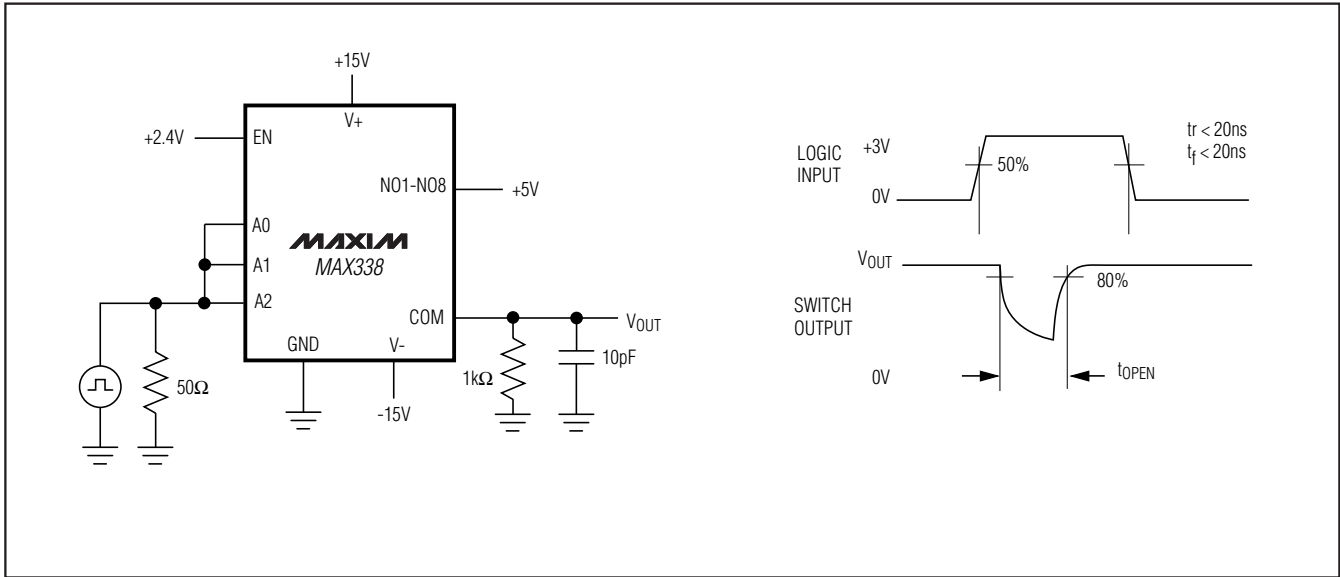 +15V
V+
+2.4V
EN
NO1-NO8
+5V
A0
MAXIM
A1
MAX338
A2
COM
VOUT
GND
V-
10pF
50Ω
1kΩ
-15V
LOGIC
INPUT
+3V
50%
0V
tr < 20ns
tf < 20ns
VOUT
80%
SWITCH
OUTPUT
0V
tOPEN